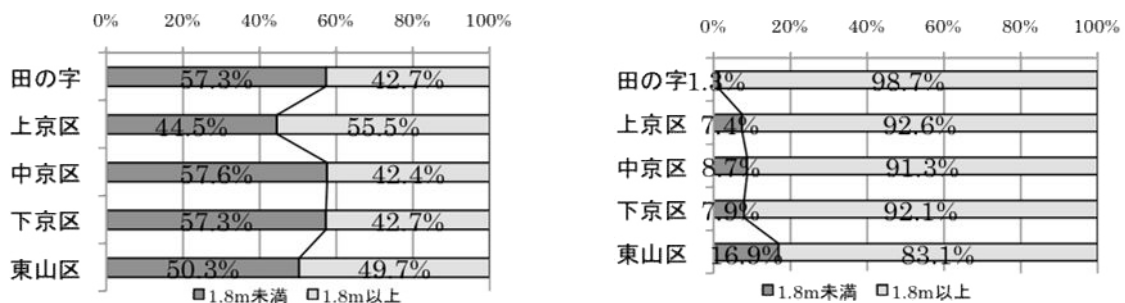 0% 20% 40% 60% 80% 100%
田の字 57.3% 42.7%
上京区 44.5% 55.5%
中京区 57.6% 42.4%
下京区 57.3% 42.7%
東山区 50.3% 49.7%
1.8m未満 1.8m以上
0% 20% 40% 60% 80% 100%
田の字 1.3% 98.7%
上京区 7.4% 92.6%
中京区 8.7% 91.3%
下京区 7.9% 92.1%
東山区 16.9% 83.1%
1.8m未満 1.8m以上